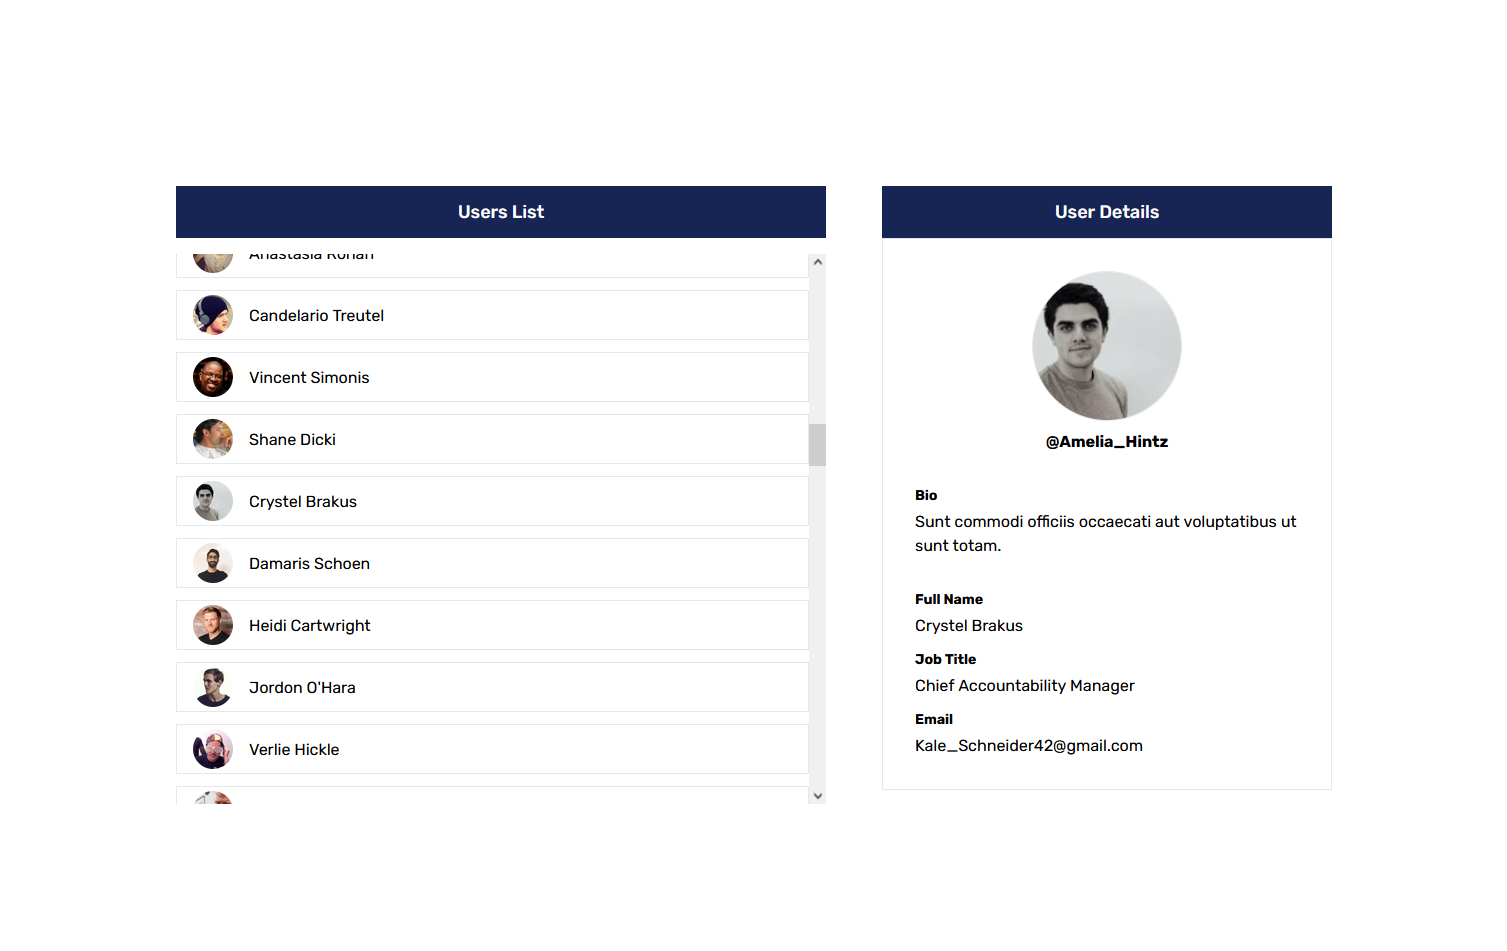 Users List
Anastasia Rohan
Candelario Treutel
Vincent Simonis
Shane Dicki
Crystel Brakus
Damaris Schoen
Heidi Cartwright
Jordon O'Hara
Verlie Hickle
User Details
@Amelia_Hintz
Bio
Sunt commodi officiis occaecati aut voluptatibus ut
sunt totam.
Full Name
Crystel Brakus
Job Title
Chief Accountability Manager
Email
Kale_Schneider42@gmail.com